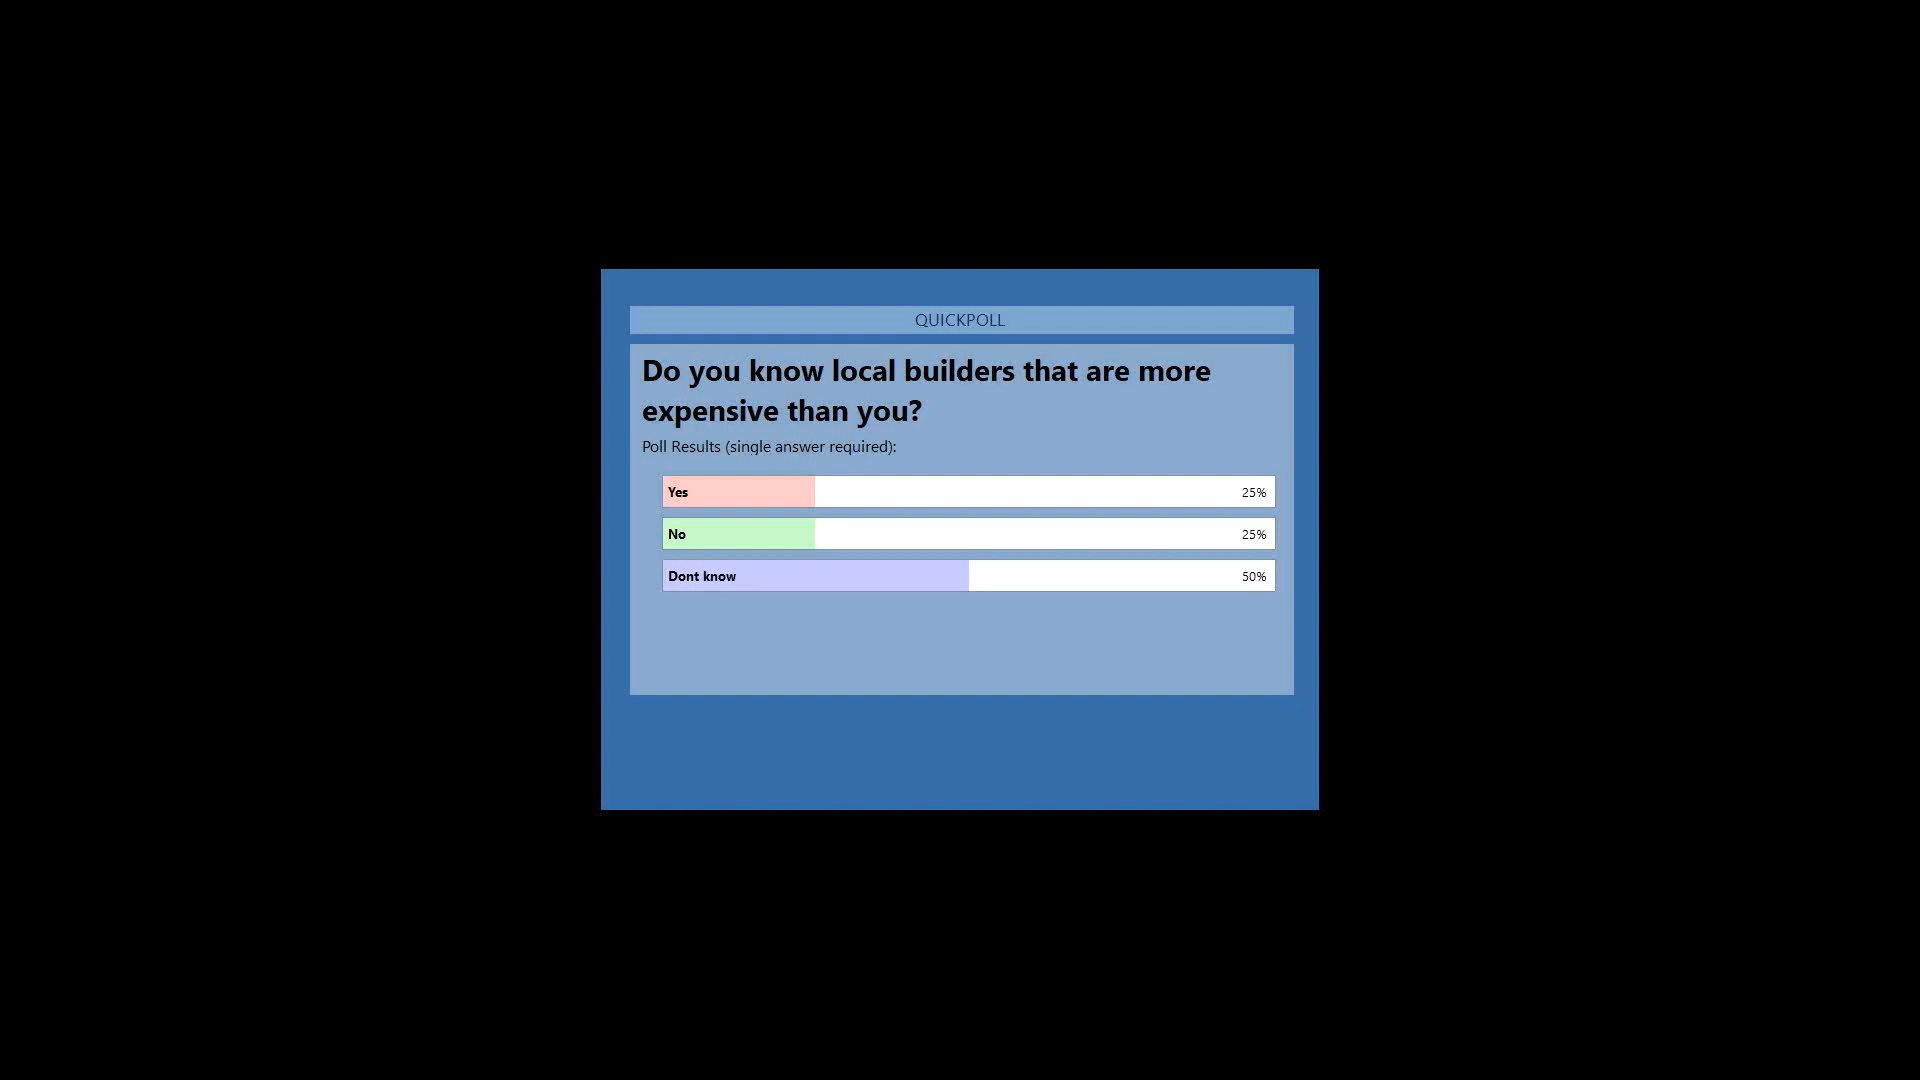 QUICKPOLL
Do you know local builders that are more
expensive than you?
Poll Results (single answer required):
Yes 25%
No 25%
Dont know 50%